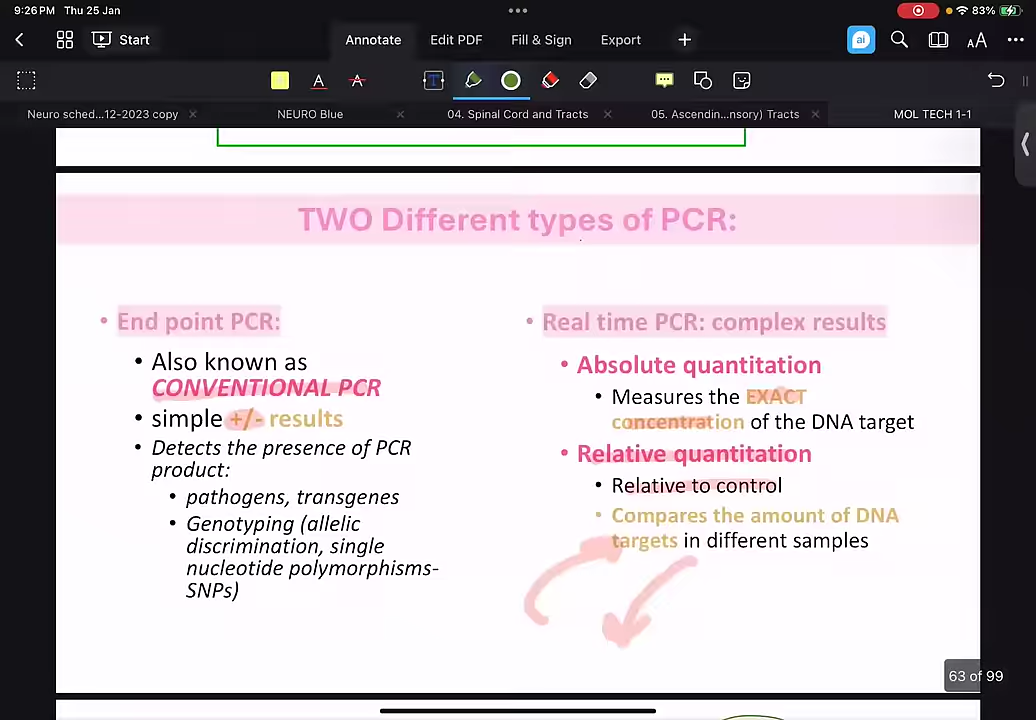 9:26 PM Thu 25 Jan
83%
Start
Annotate
Edit PDF
Fill & Sign
Export
ai
AA
T
A
A
Neuro sched...12-2023 copy
NEURO Blue
04. Spinal Cord and Tracts
05. Ascendin...nsory) Tracts
MOL TECH 1-1
TWO Different types of PCR:
• End point PCR:
• Also known as
CONVENTIONAL PCR
• simple +/- results
• Detects the presence of PCR
product:
• pathogens, transgenes
• Genotyping (allelic
discrimination, single
nucleotide polymorphisms-
SNPs)
• Real time PCR: complex results
• Absolute quantitation
• Measures the EXACT
concentration of the DNA target
• Relative quantitation
• Relative to control
• Compares the amount of DNA
targets in different samples
63 of 99